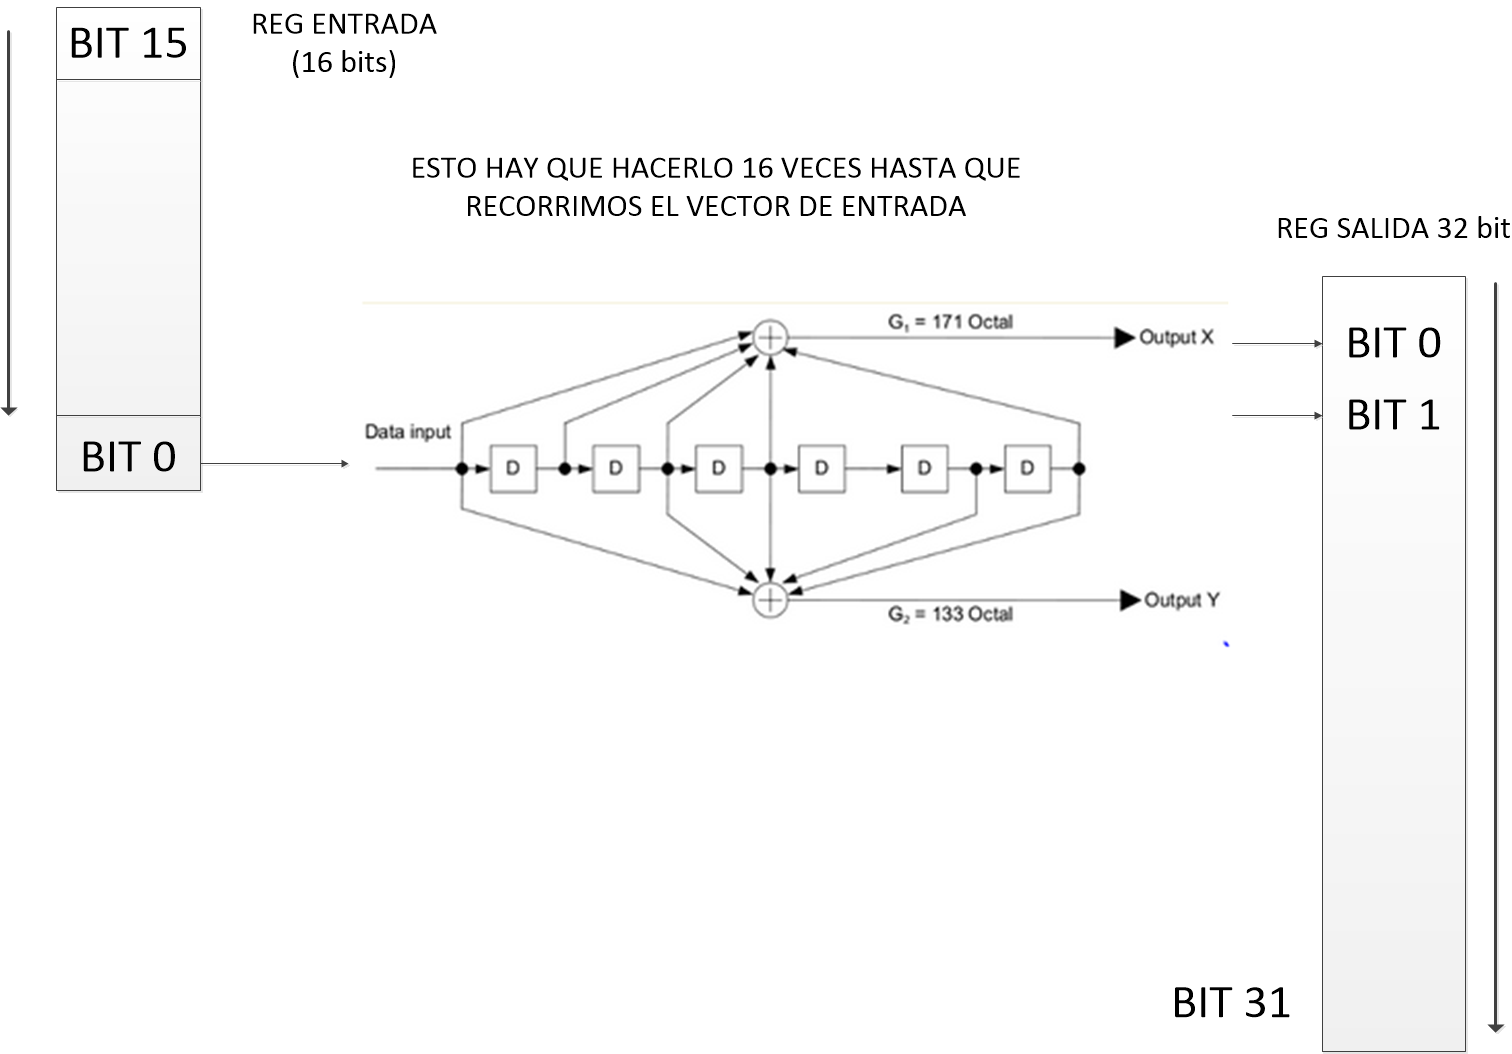 BIT 15
REG ENTRADA
(16 bits)
ESTO HAY QUE HACERLO 16 VECES HASTA QUE
RECORRIMOS EL VECTOR DE ENTRADA
REG SALIDA 32 bit
G₁ = 171 Octal
Output X
BIT 0
BIT 1
Data input
BIT 0
D
D
D
D
D
D
Output Y
G₂ = 133 Octal
BIT 31